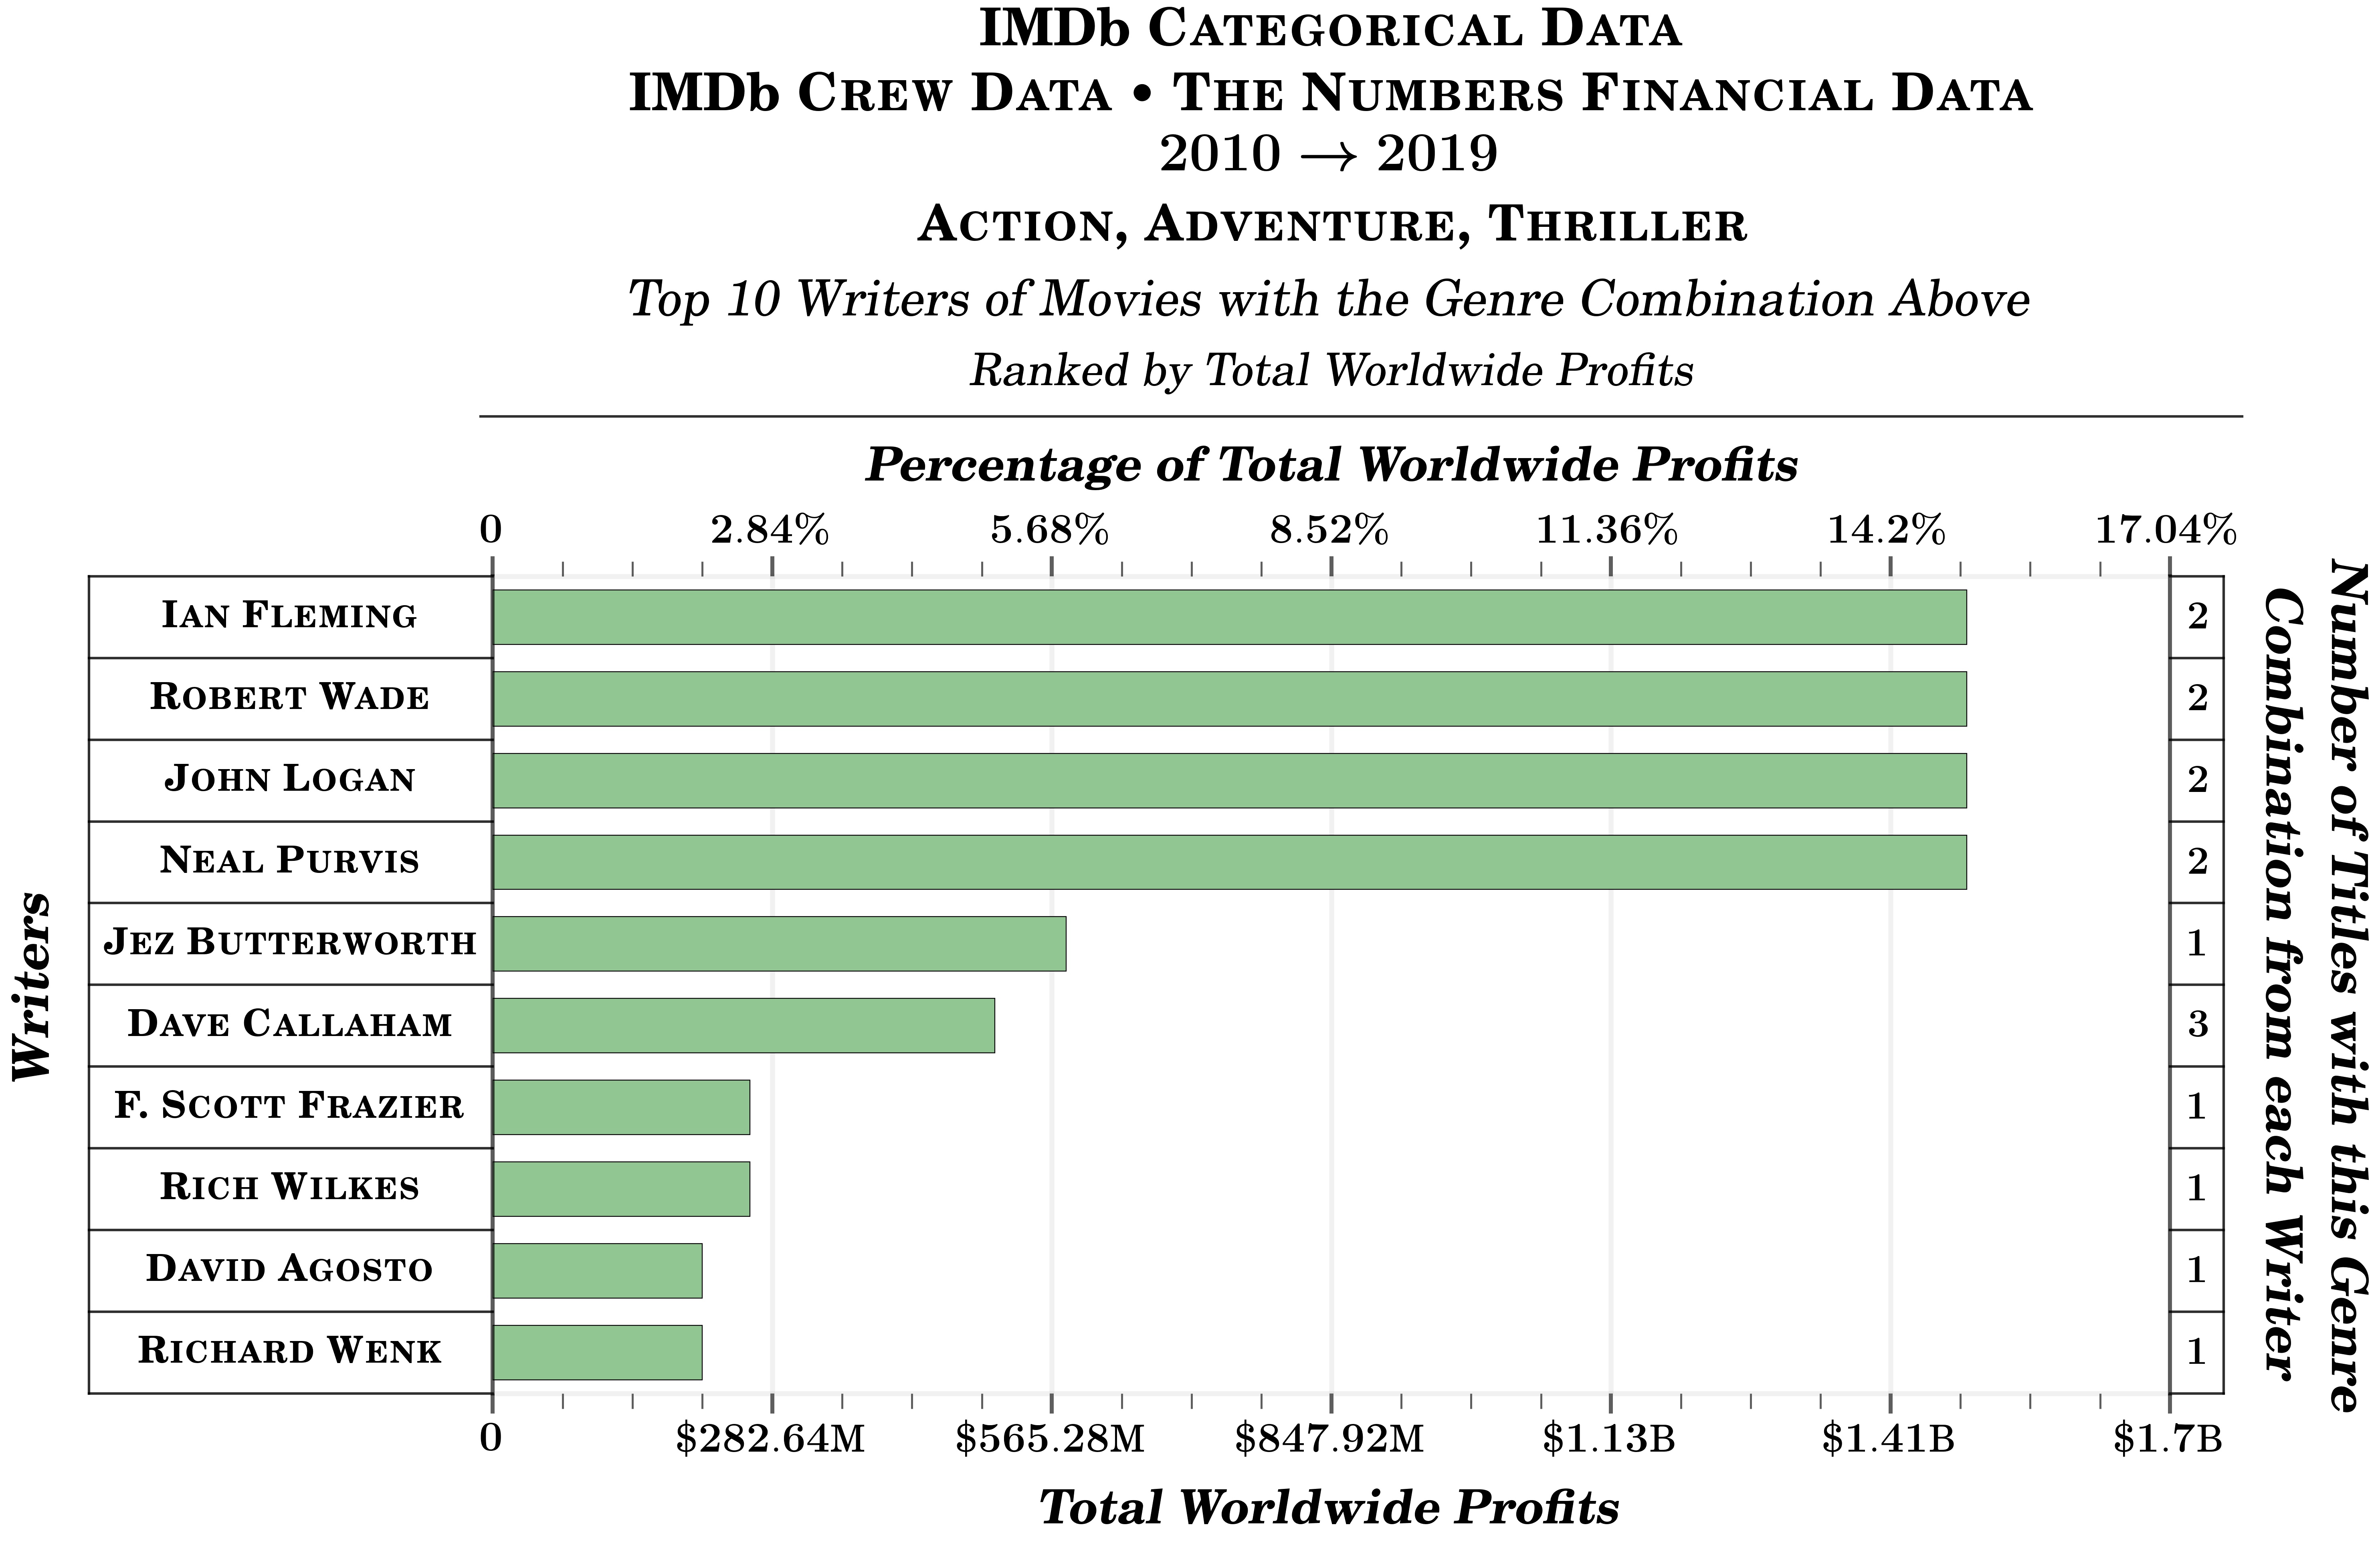 IMDb Categorical Data
IMDb Crew Data • The Numbers Financial Data
2010 → 2019
Action, Adventure, Thriller
Top 10 Writers of Movies with the Genre Combination Above
Ranked by Total Worldwide Profits
Percentage of Total Worldwide Profits
0 2.84% 5.68% 8.52% 11.36% 14.2% 17.04%
Writers
Ian Fleming 2
Robert Wade 2
John Logan 2
Neal Purvis 2
Jez Butterworth 1
Dave Callaham 3
F. Scott Frazier 1
Rich Wilkes 1
David Agosto 1
Richard Wenk 1
Number of Titles with this Genre
Combination from each Writer
0 $282.64M $565.28M $847.92M $1.13B $1.41B $1.7B
Total Worldwide Profits